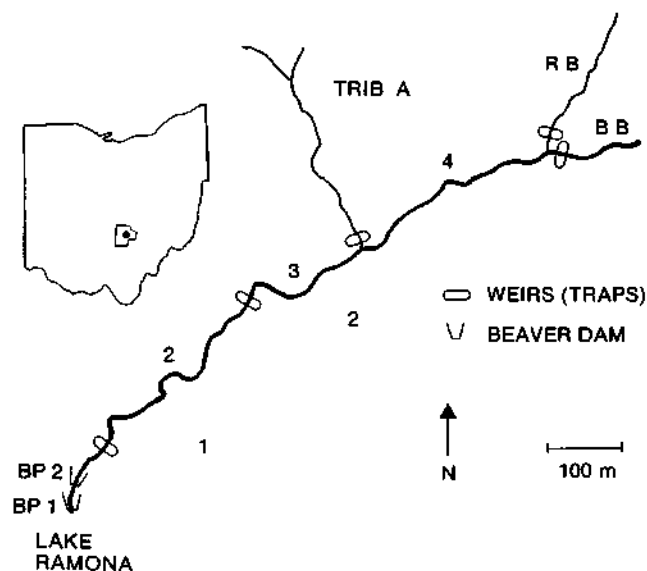 R B
TRIB A
B B
4
3
WEIRS (TRAPS)
2
BEAVER DAM
2
1
BP 2
N
100 m
BP 1
LAKE
RAMONA